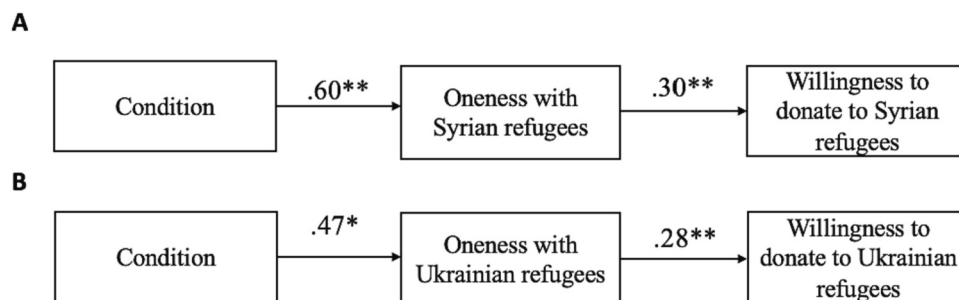 A
Condition
.60**
Oneness with
Syrian refugees
.30**
Willingness to
donate to Syrian
refugees
B
Condition
.47*
Oneness with
Ukrainian refugees
.28**
Willingness to
donate to Ukrainian
refugees